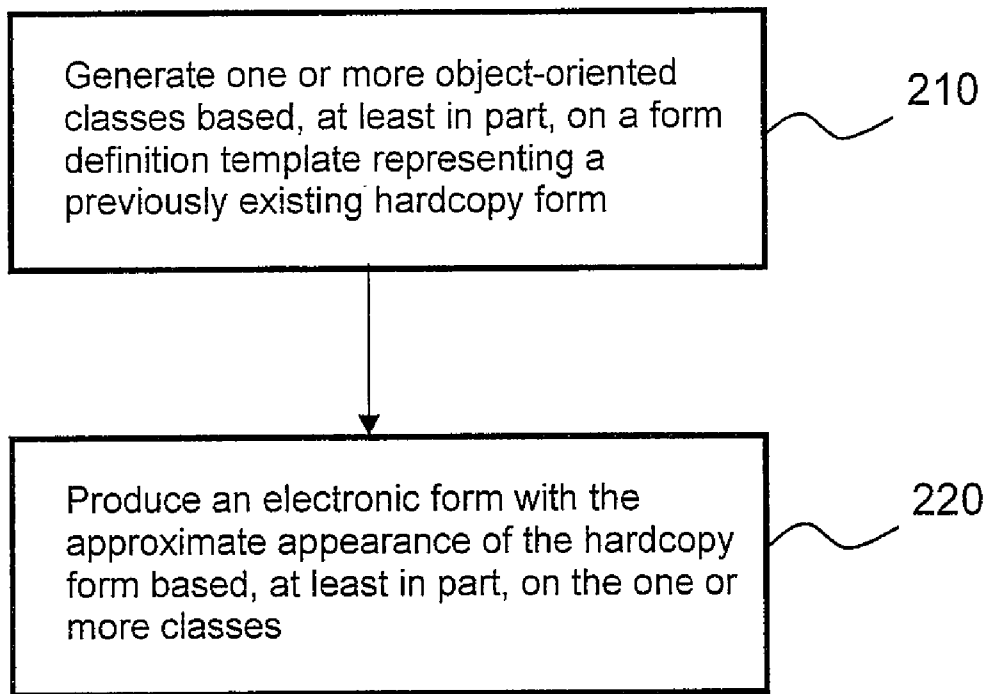 Generate one or more object-oriented
classes based, at least in part, on a form
definition template representing a
previously existing hardcopy form
210
Produce an electronic form with the
approximate appearance of the hardcopy
form based, at least in part, on the one or
more classes
220